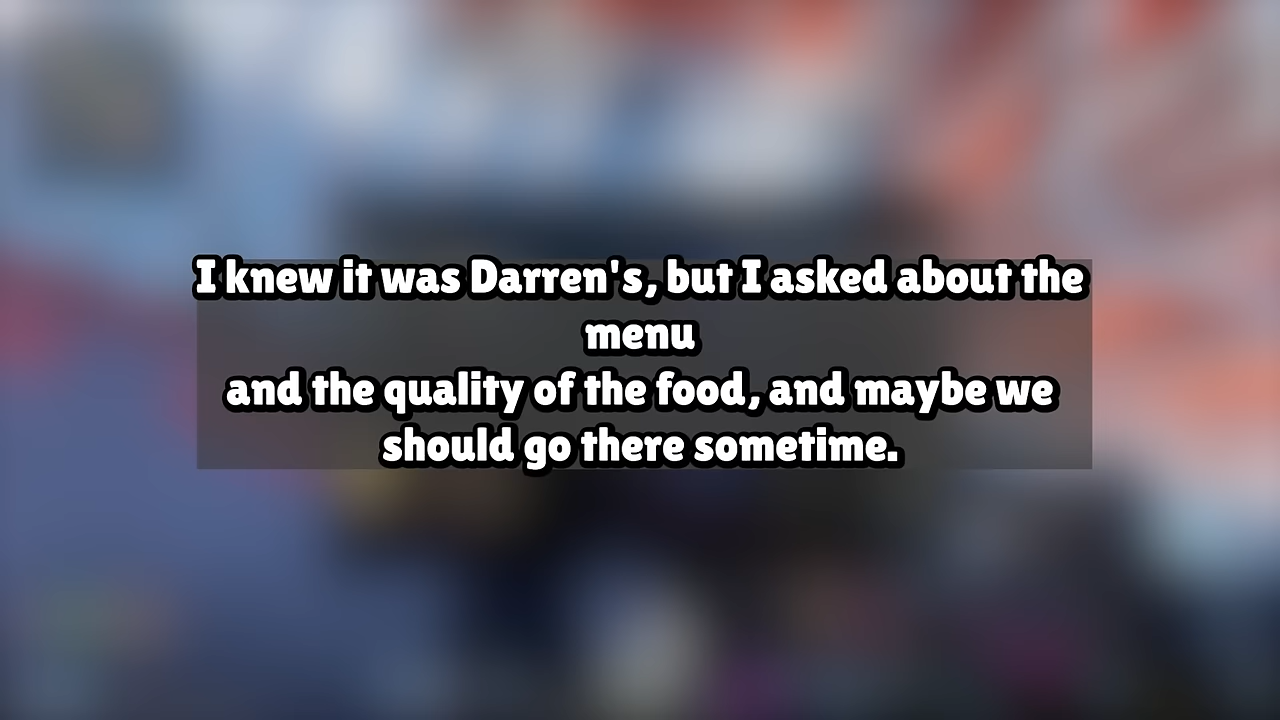 I knew it was Darren's, but I asked about the
menu
and the quality of the food, and maybe we
should go there sometime.